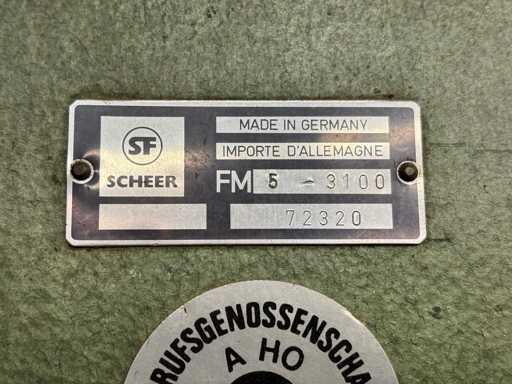 SF
SCHEER
MADE IN GERMANY
IMPORTE D'ALLEMAGNE
FM 5 - 3100
72320
RUFSGENOSSENSCHA
A HO